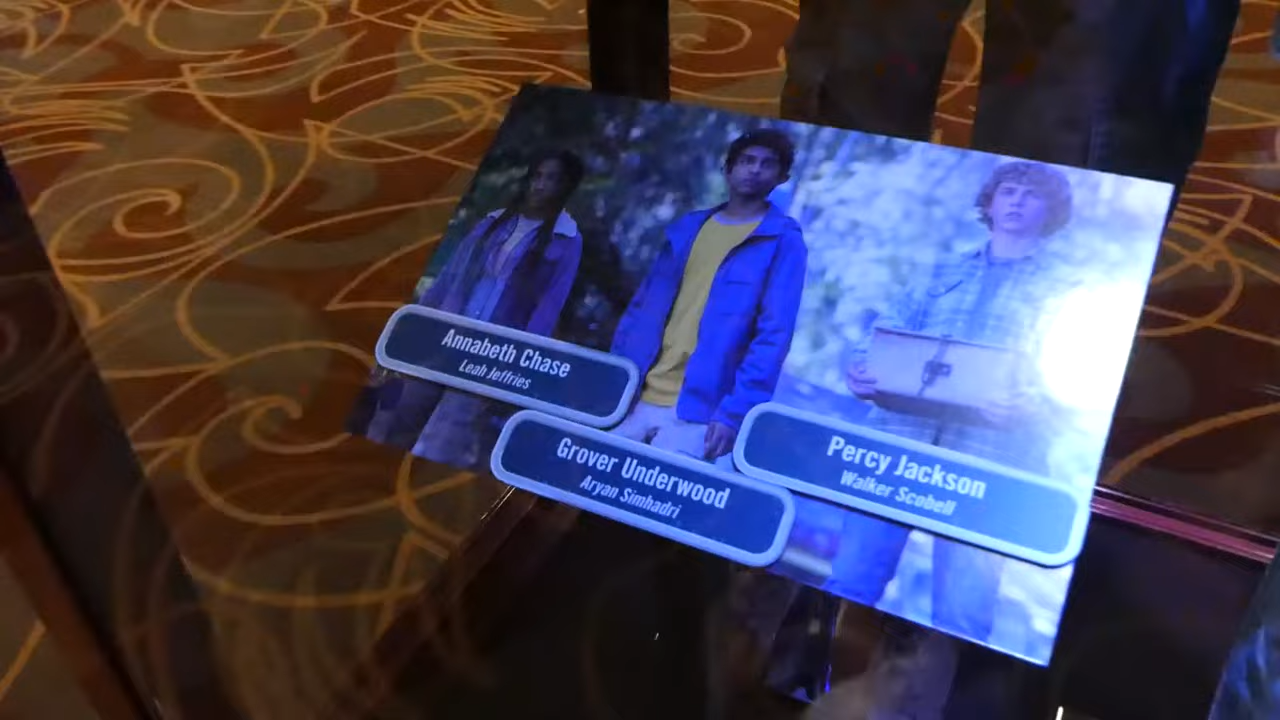 Annabeth Chase
Leah Jeffries
Grover Underwood
Aryan Simhadri
Percy Jackson
Walker Scobell